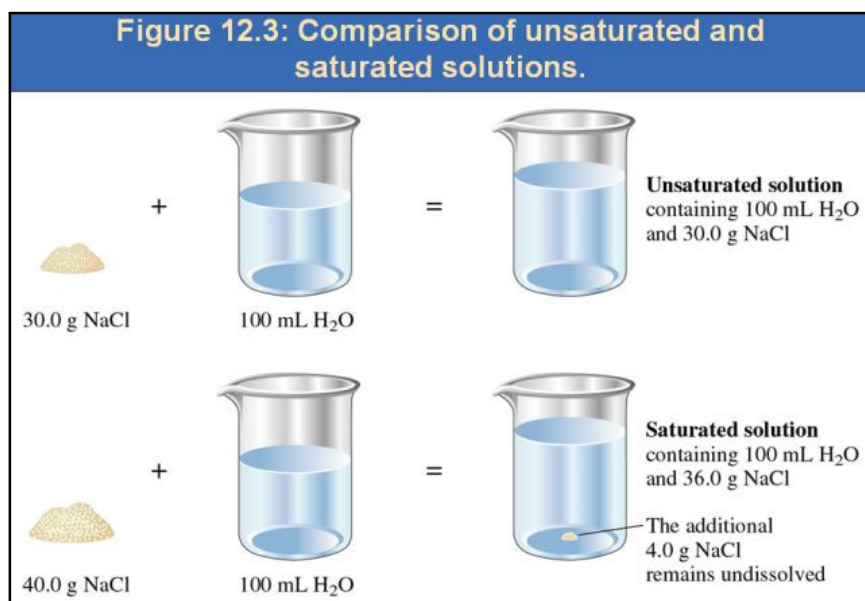 Figure 12.3: Comparison of unsaturated and
saturated solutions.
+
=
Unsaturated solution
containing 100 mL H₂O
and 30.0 g NaCl
30.0 g NaCl
100 mL H₂O
+
=
Saturated solution
containing 100 mL H₂O
and 36.0 g NaCl
The additional
4.0 g NaCl
remains undissolved
40.0 g NaCl
100 mL H₂O